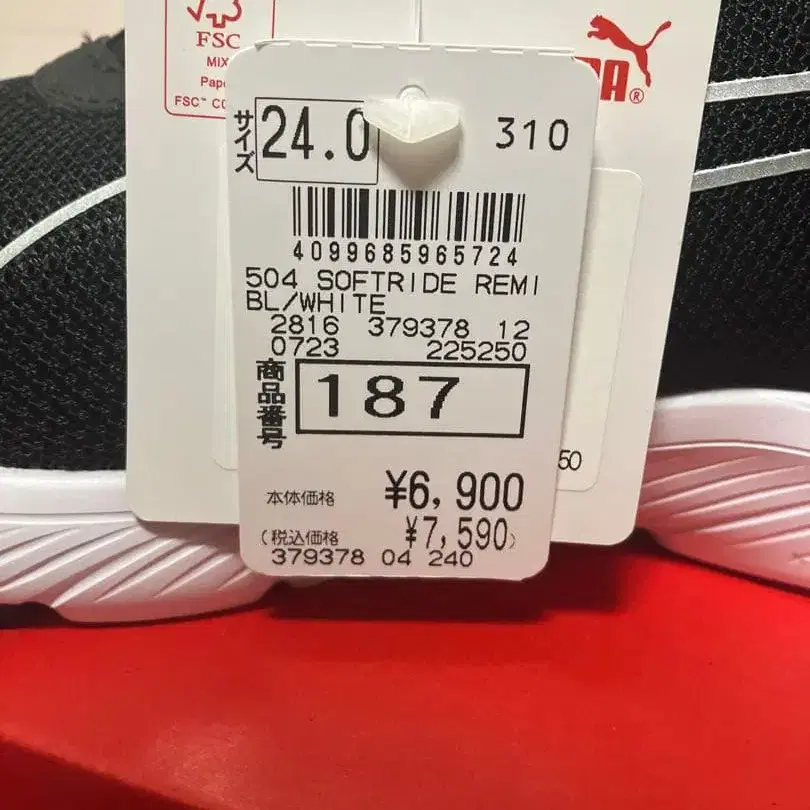 FSC
MIX
FSC™
®
サイズ 24.0 310
4099685965724
504 SOFTRIDE REMI
BL/WHITE
2816 379378 12
0723 225250
商品番号 187
本体価格 ¥6,900
(税込価格 ¥7,590)
379378 04 240
50